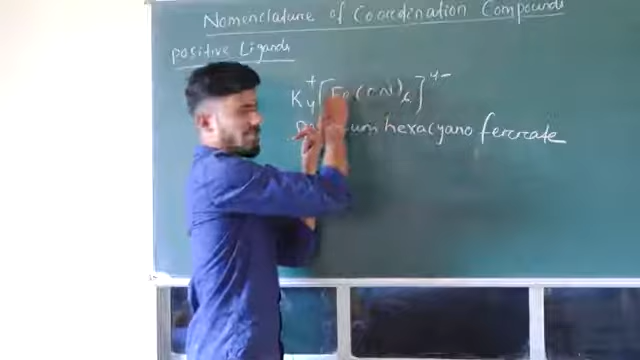 Nomenclature of Coordination Compounds
positive Ligands
K₄⁺[Fe(CN)₆]⁴⁻
hexacyano ferrate